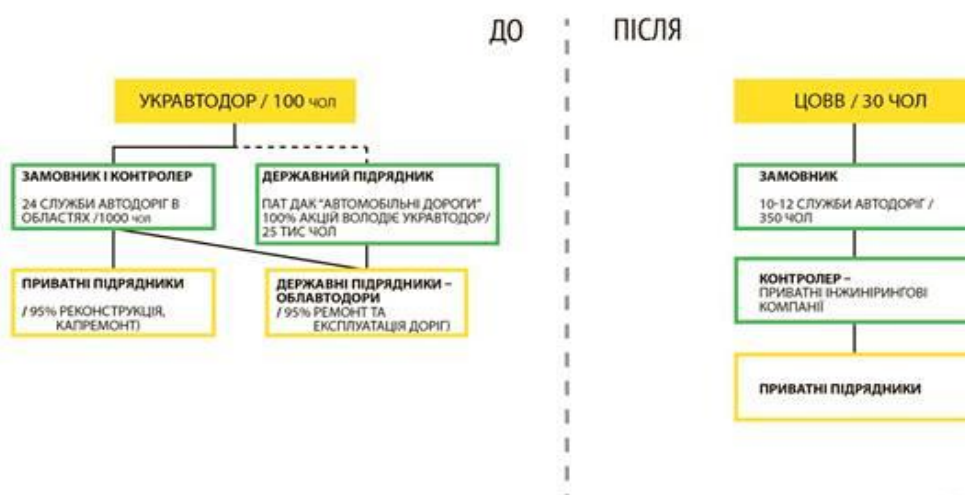 ДО
ПІСЛЯ
УКРАВТОДОР / 100 чол
ЗАМОВНИК І КОНТРОЛЕР
24 СЛУЖБИ АВТОДОРІГ В
ОБЛАСТЯХ /1000 чол
ДЕРЖАВНИЙ ПІДРЯДНИК
ПАТ ДАК "АВТОМОБІЛЬНІ ДОРОГИ"
100% АКЦІЙ ВОЛОДІЄ УКРАВТОДОР/
25 ТИС ЧОЛ
ПРИВАТНІ ПІДРЯДНИКИ
/ 95% РЕКОНСТРУКЦІЯ,
КАПРЕМОНТ)
ДЕРЖАВНІ ПІДРЯДНИКИ –
ОБЛАВТОДОРИ
/ 95% РЕМОНТ ТА
ЕКСПЛУАТАЦІЯ ДОРІГ)
ЦОВВ / 30 ЧОЛ
ЗАМОВНИК
10-12 СЛУЖБИ АВТОДОРІГ /
350 ЧОЛ
КОНТРОЛЕР –
ПРИВАТНІ ІНЖИНІРИНГОВІ
КОМПАНІЇ
ПРИВАТНІ ПІДРЯДНИКИ